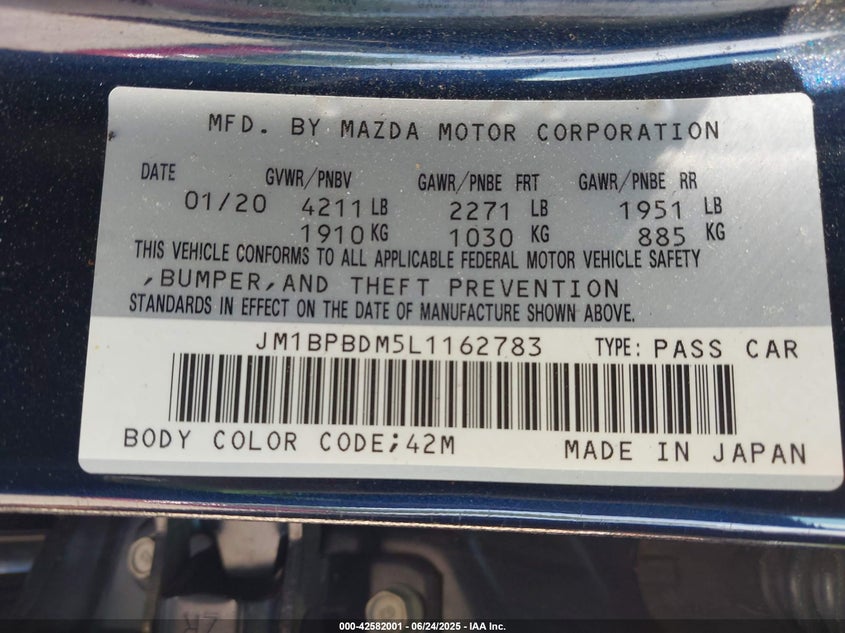 MFD. BY MAZDA MOTOR CORPORATION
DATE GVWR/PNBV GAWR/PNBE FRT GAWR/PNBE RR
01/20 4211 LB 2271 LB 1951 LB
1910 KG 1030 KG 885 KG
THIS VEHICLE CONFORMS TO ALL APPLICABLE FEDERAL MOTOR VEHICLE SAFETY
,BUMPER,AND THEFT PREVENTION
STANDARDS IN EFFECT ON THE DATE OF MANUFACTURE SHOWN ABOVE.
JM1BPBDM5L1162783 TYPE: PASS CAR
BODY COLOR CODE;42M MADE IN JAPAN
000-42582001 - 06/24/2025 - IAA Inc.